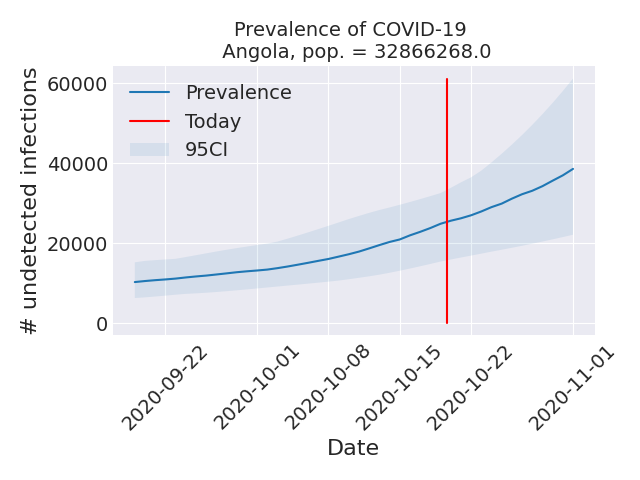 Prevalence of COVID-19
Angola, pop. = 32866268.0
# undetected infections
60000
40000
20000
0
Prevalence
Today
95CI
2020-09-22
2020-10-01
2020-10-08
2020-10-15
2020-10-22
2020-11-01
Date